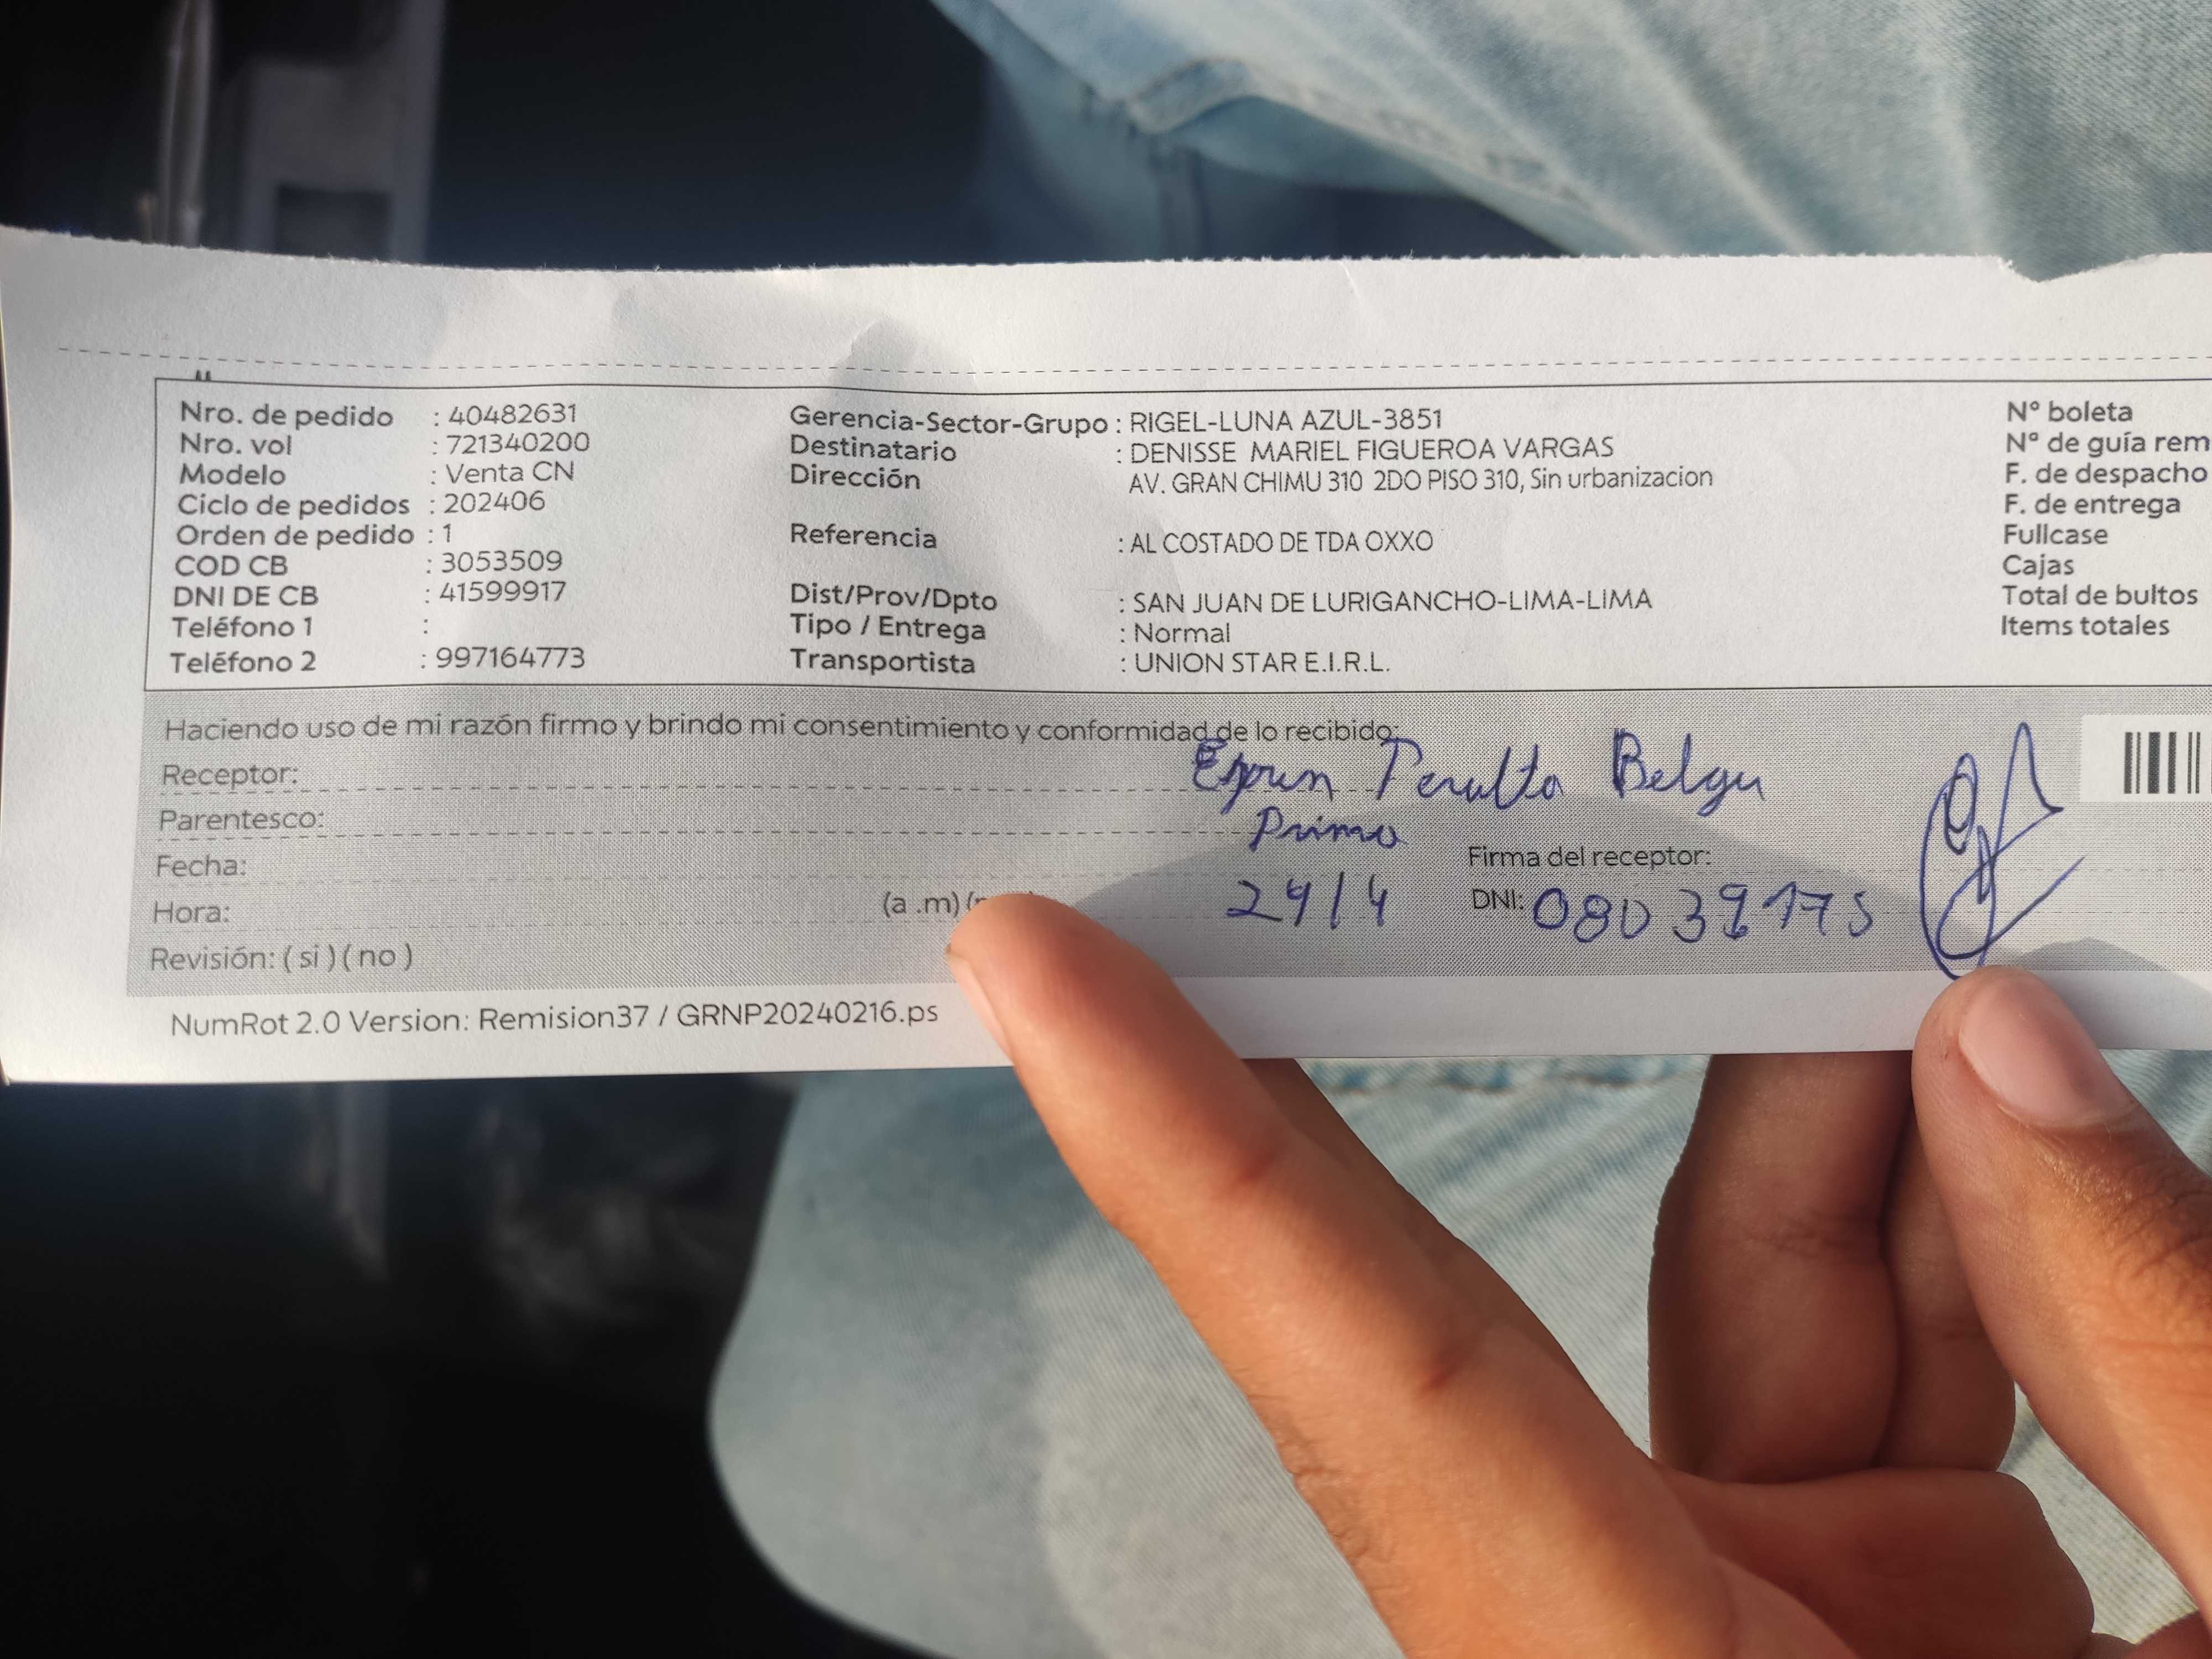 Nro. de pedido : 40482631
Nro. vol : 721340200
Modelo : Venta CN
Ciclo de pedidos : 202406
Orden de pedido : 1
COD CB : 3053509
DNI DE CB : 41599917
Teléfono 1 :
Teléfono 2 : 997164773
Gerencia-Sector-Grupo : RIGEL-LUNA AZUL-3851
Destinatario : DENISSE MARIEL FIGUEROA VARGAS
Dirección AV. GRAN CHIMU 310 2DO PISO 310, Sin urbanizacion
Referencia : AL COSTADO DE TDA OXXO
Dist/Prov/Dpto : SAN JUAN DE LURIGANCHO-LIMA-LIMA
Tipo / Entrega : Normal
Transportista : UNION STAR E.I.R.L.
N° boleta
N° de guía rem
F. de despacho
F. de entrega
Fullcase
Cajas
Total de bultos
Items totales
Haciendo uso de mi razón firmo y brindo mi consentimiento y conformidad de lo recibido:
Receptor: Peralta
Parentesco: Primo
Fecha: Firma del receptor:
Hora: (a .m) ( 29/4 DNI:
Revisión: ( si ) ( no )
NumRot 2.0 Version: Remision37 / GRNP20240216.ps